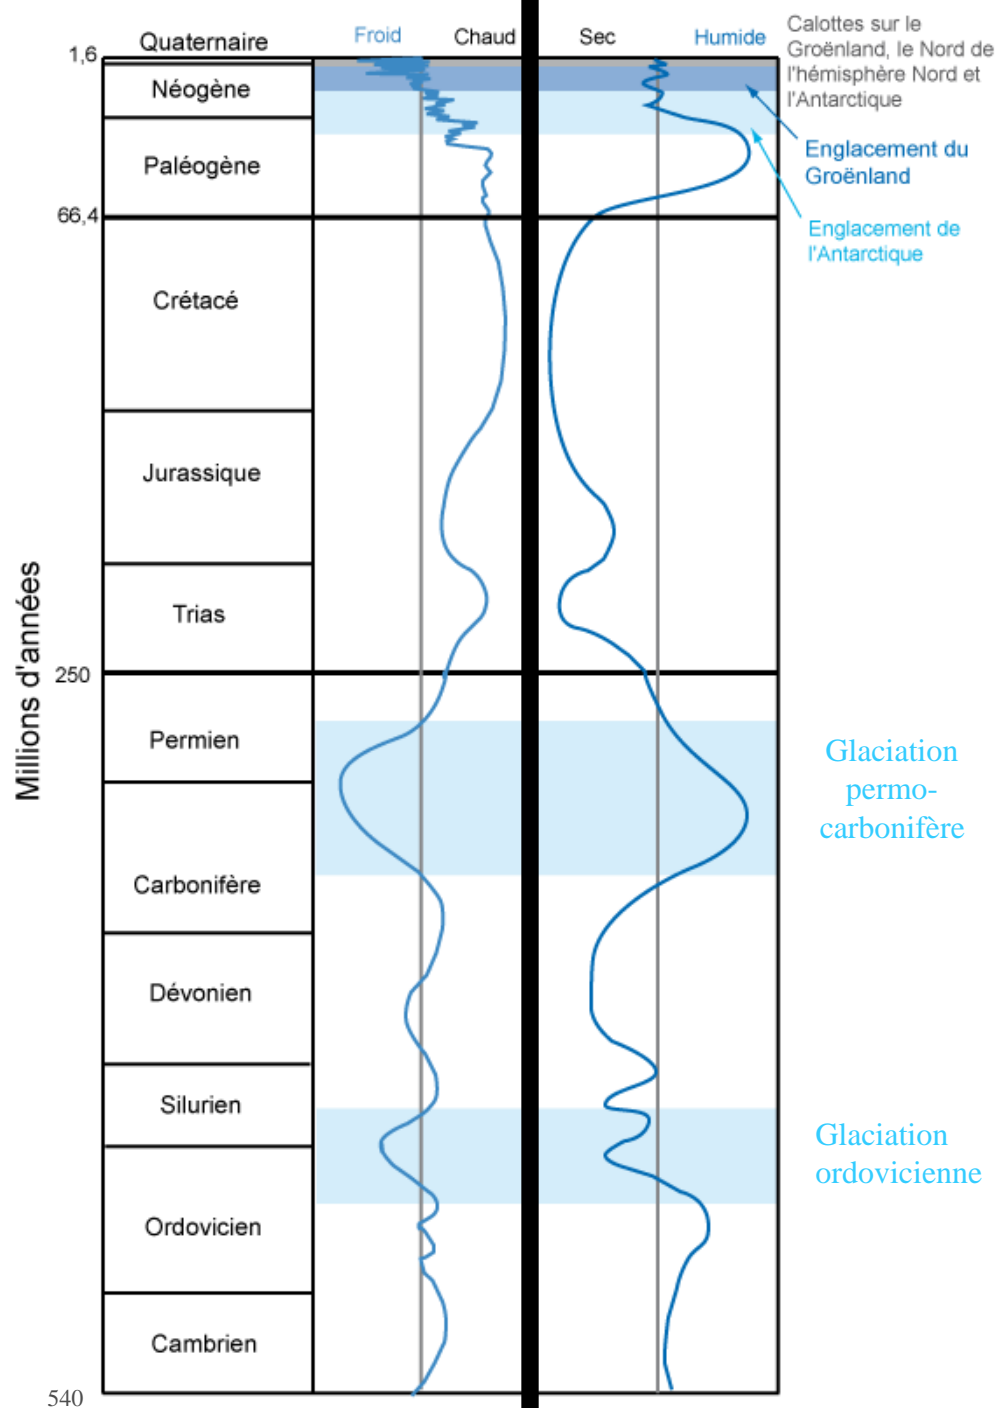 Froid
Chaud
Sec
Humide
Calottes sur le
Groënland, le Nord de
l'hémisphère Nord et
l'Antarctique
Quaternaire
1,6
Néogène
Englacement du
Groënland
Paléogène
66,4
Englacement de
l'Antarctique
Crétacé
Jurassique
Trias
Millions d'années
250
Permien
Glaciation
permo-
carbonifère
Carbonifère
Dévonien
Silurien
Glaciation
ordovicienne
Ordovicien
Cambrien
540